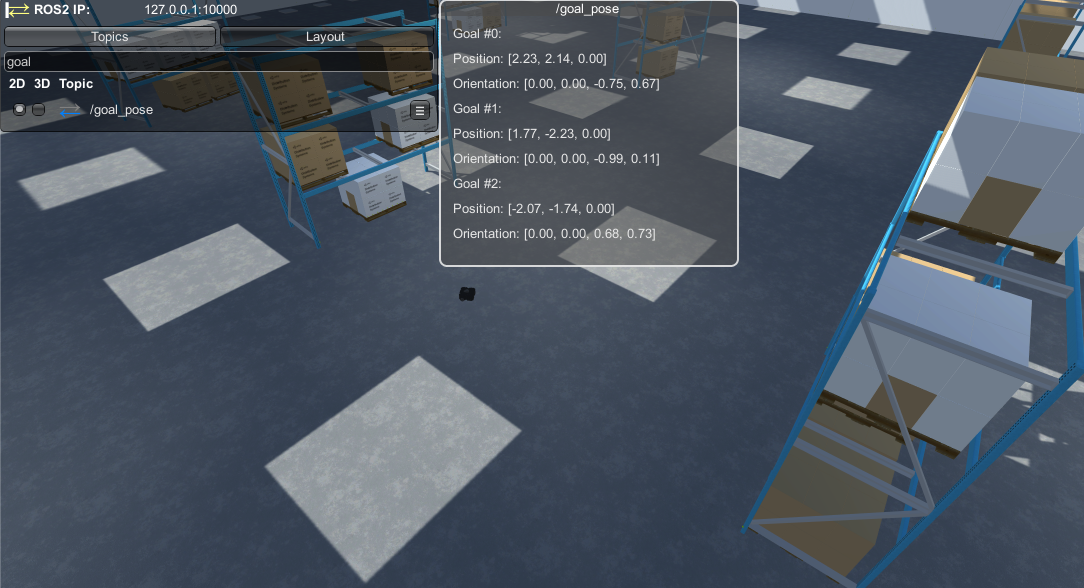 ROS2 IP: 127.0.0.1:10000
Topics Layout
goal
2D 3D Topic
/goal_pose
/goal_pose
Goal #0:
Position: [2.23, 2.14, 0.00]
Orientation: [0.00, 0.00, -0.75, 0.67]
Goal #1:
Position: [1.77, -2.23, 0.00]
Orientation: [0.00, 0.00, -0.99, 0.11]
Goal #2:
Position: [-2.07, -1.74, 0.00]
Orientation: [0.00, 0.00, 0.68, 0.73]